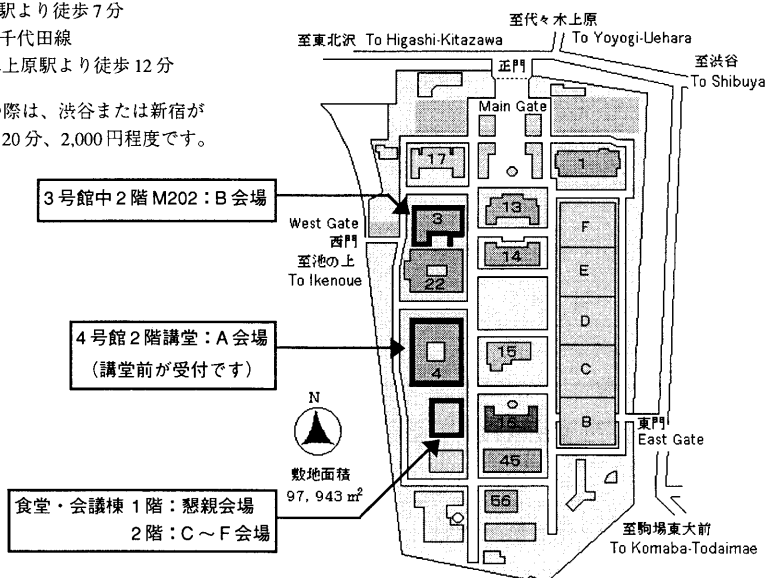 駅より徒歩7分
千代田線
上原駅より徒歩12分
際は、渋谷または新宿が
20分、2,000円程度です。
至代々木上原
To Yoyogi-Uehara
至東北沢 To Higashi-Kitazawa
至渋谷
To Shibuya
正門
Main Gate
17
1
3号館中2階M202：B会場
3
13
West Gate
西門
至池の上
To Ikenoue
22
14
F
E
D
C
B
4号館2階講堂：A会場
（講堂前が受付です）
4
15
N
敷地面積
97,943㎡
東門
East Gate
45
56
食堂・会議棟 1階：懇親会場
2階：C～F会場
至駒場東大前
To Komaba-Todaimae